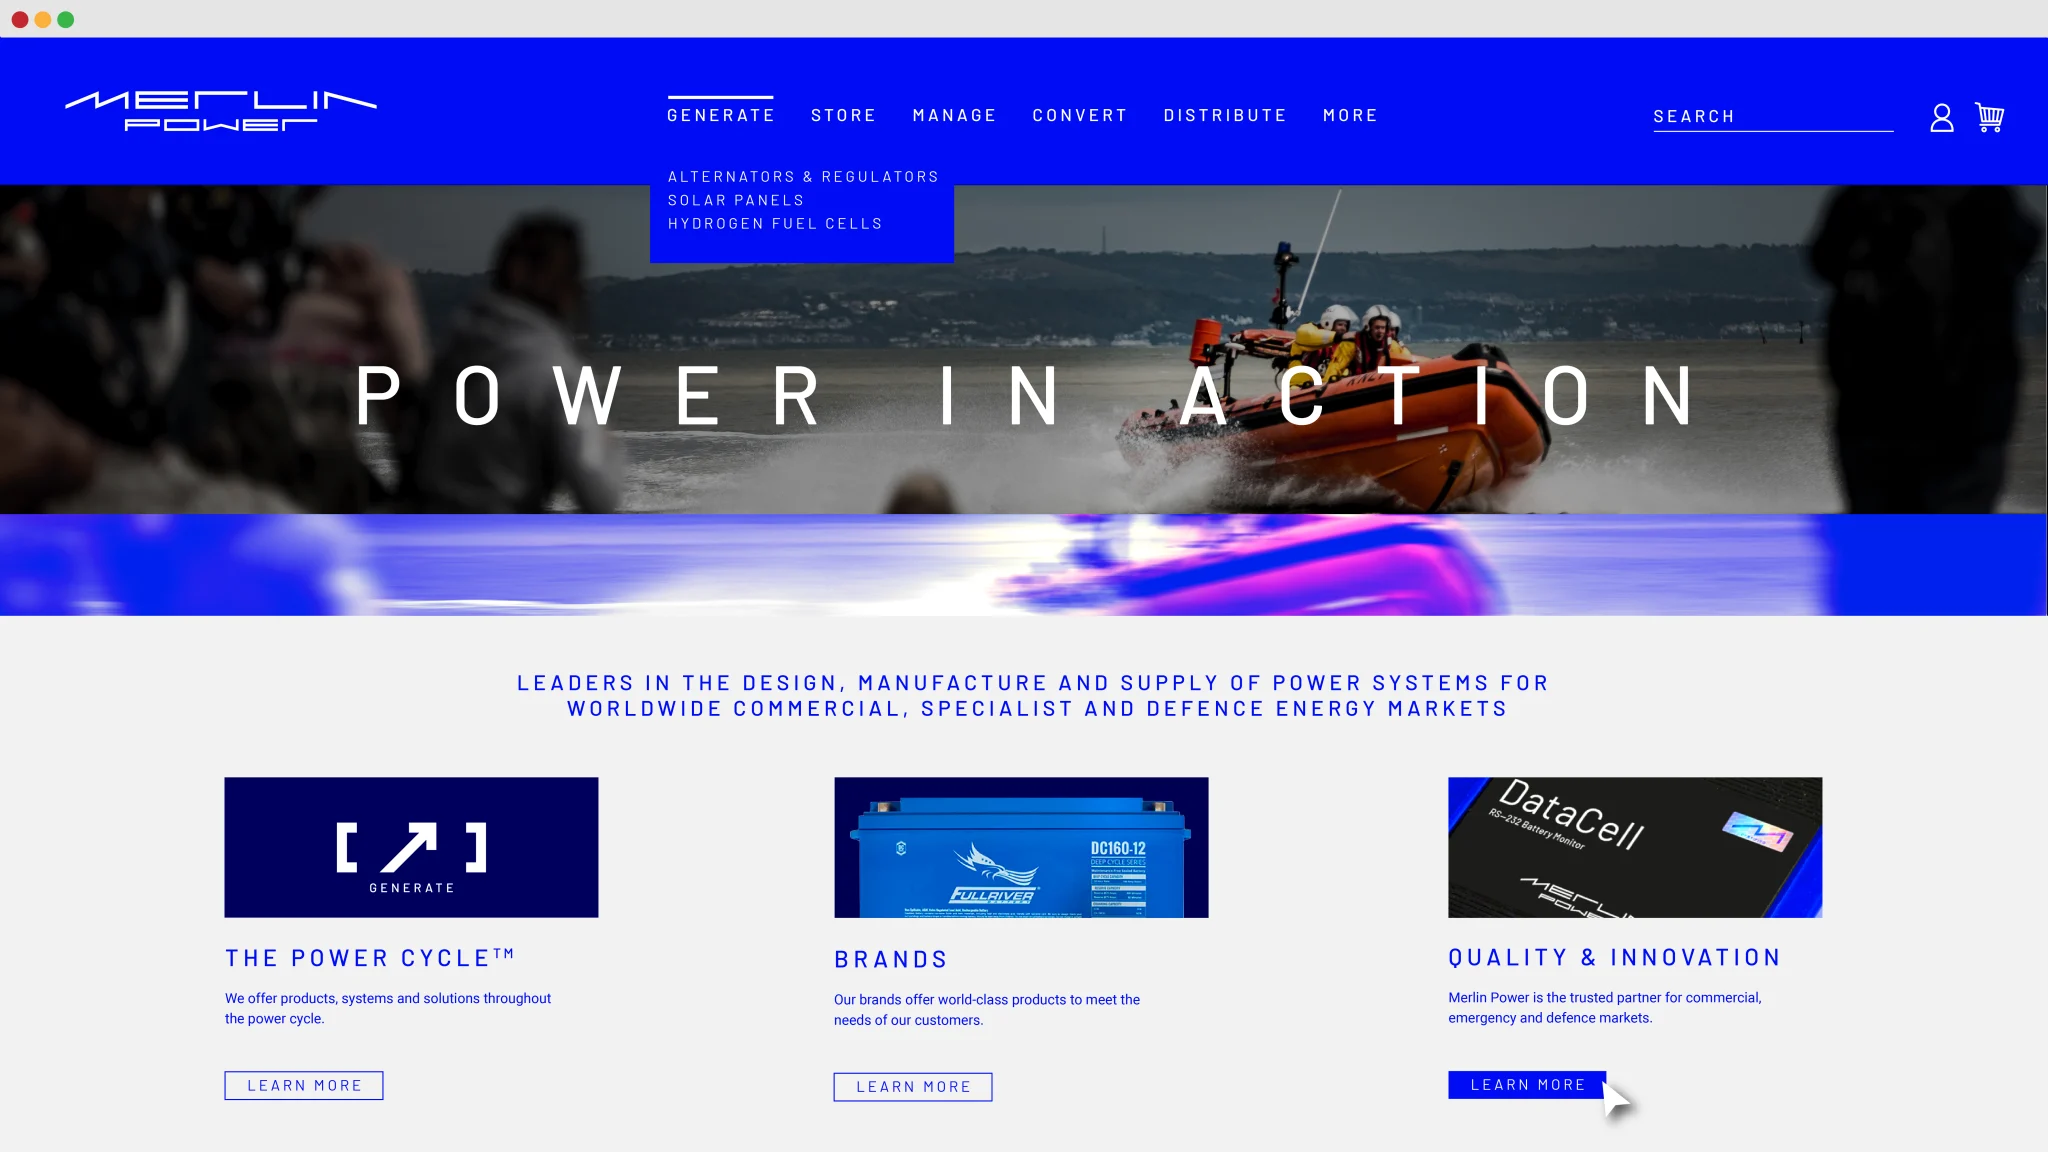 MERLIN
POWER
GENERATE
STORE
MANAGE
CONVERT
DISTRIBUTE
MORE
SEARCH
ALTERNATORS & REGULATORS
SOLAR PANELS
HYDROGEN FUEL CELLS
POWER IN ACTION
LEADERS IN THE DESIGN, MANUFACTURE AND SUPPLY OF POWER SYSTEMS FOR
WORLDWIDE COMMERCIAL, SPECIALIST AND DEFENCE ENERGY MARKETS
GENERATE
THE POWER CYCLE™
We offer products, systems and solutions throughout
the power cycle.
LEARN MORE
DC160-12
DEEP CYCLE SERIES
FULLRIVER
BATTERY
BRANDS
Our brands offer world-class products to meet the
needs of our customers.
LEARN MORE
DataCell
RS-232 Battery Monitor
MERLIN
POWER
QUALITY & INNOVATION
Merlin Power is the trusted partner for commercial,
emergency and defence markets.
LEARN MORE